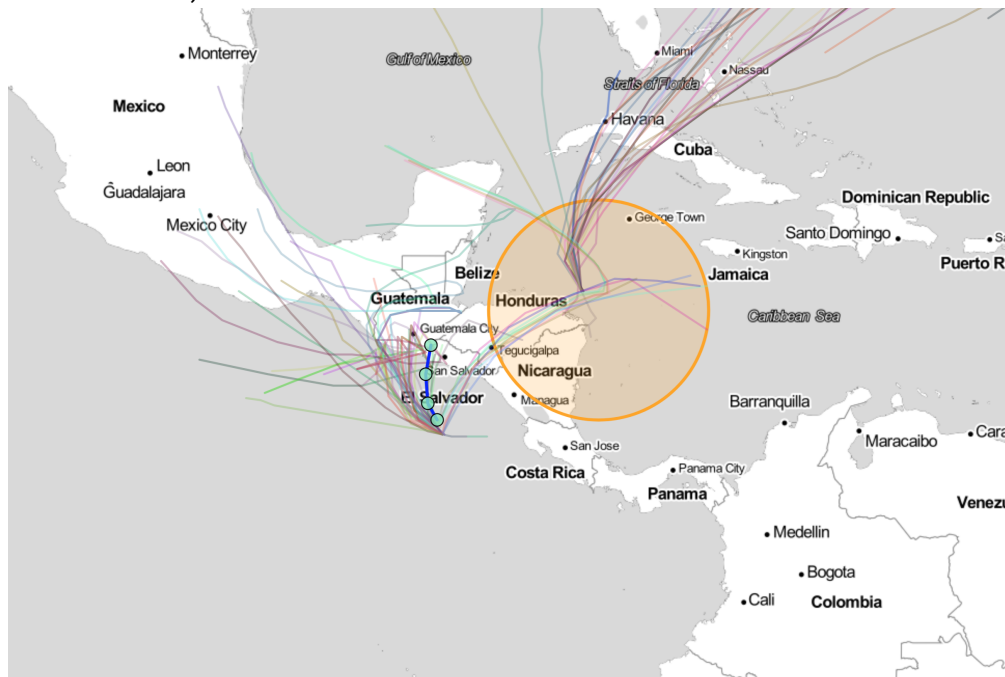 Monterrey
Gulf of Mexico
Miami
Nassau
Straits of Florida
Mexico
Havana
Cuba
Leon
Guadalajara
Mexico City
Dominican Republic
George Town
Santo Domingo
Kingston
Puerto R
Belize
Jamaica
Guatemala
Honduras
Caribbean Sea
Guatemala City
Tegucigalpa
San Salvador
Nicaragua
El Salvador
Managua
Barranquilla
Maracaibo
Cara
San Jose
Costa Rica
Panama City
Panama
Venezu
Medellin
Bogota
Cali
Colombia